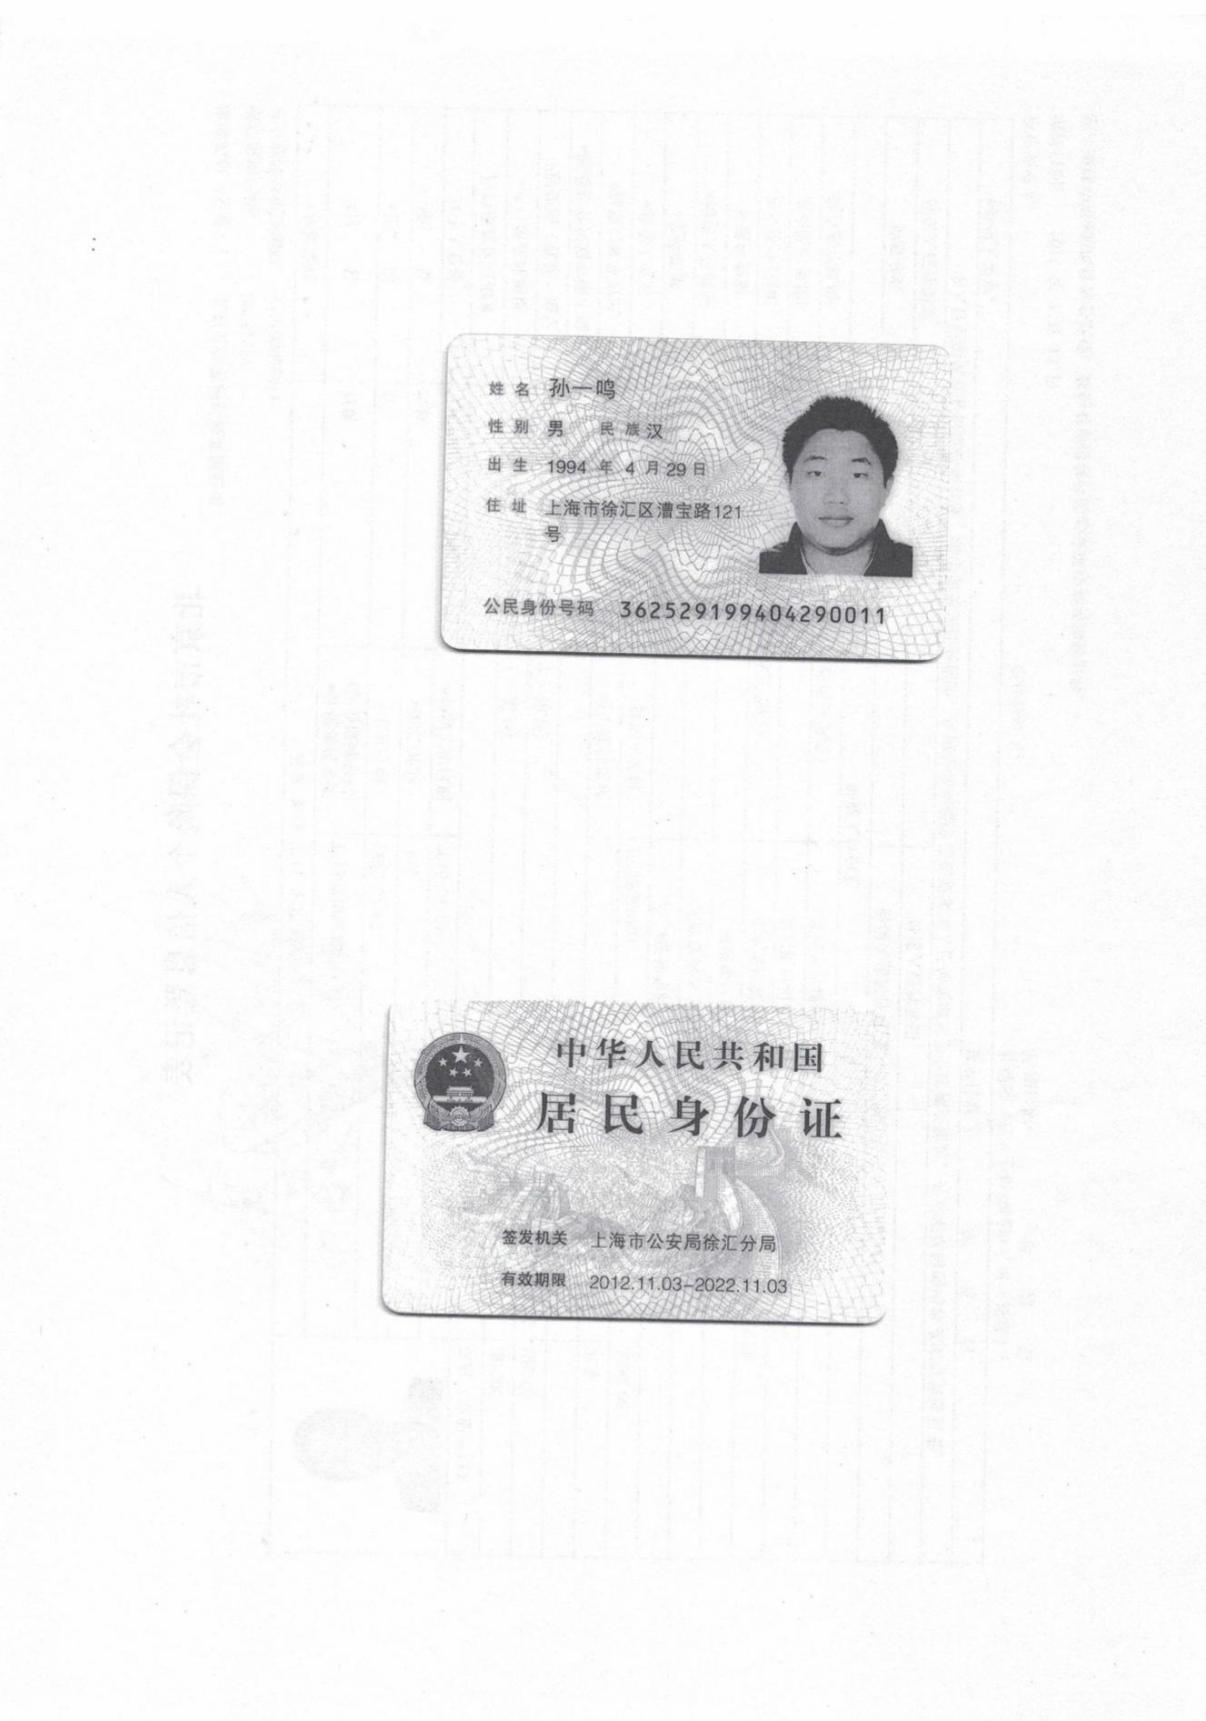 姓名 孙一鸣
性别 男 民族 汉
出生 1994 年 4 月 29 日
住址 上海市徐汇区漕宝路121
号
公民身份号码 362529199404290011
中华人民共和国
居民身份证
签发机关 上海市公安局徐汇分局
有效期限 2012.11.03-2022.11.03